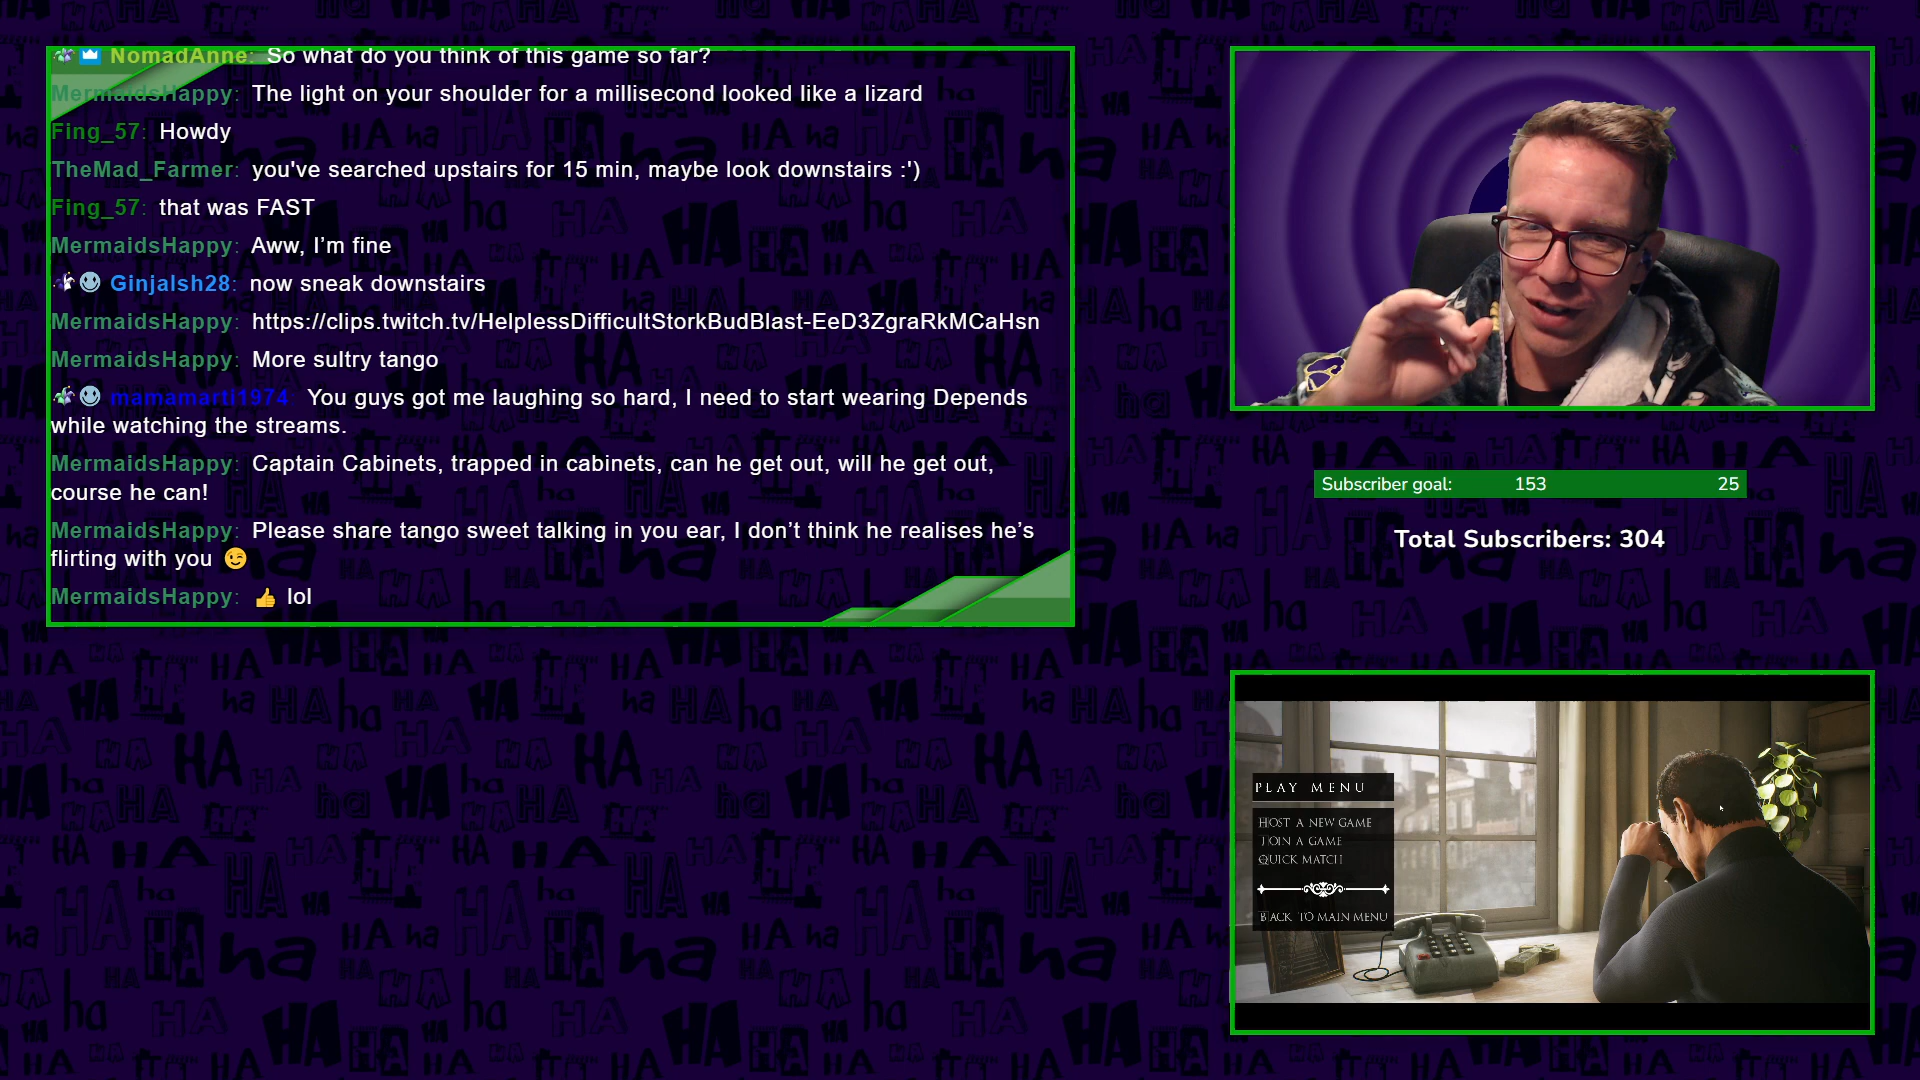 NomadAnne: So what do you think of this game so far?
MermaidsHappy: The light on your shoulder for a millisecond looked like a lizard
Fing_57: Howdy
TheMad_Farmer: you've searched upstairs for 15 min, maybe look downstairs :')
Fing_57: that was FAST
MermaidsHappy: Aww, I’m fine
Ginjalsh28: now sneak downstairs
MermaidsHappy: https://clips.twitch.tv/HelplessDifficultStorkBudBlast-EeD3ZgraRkMCaHsn
MermaidsHappy: More sultry tango
mamamarti1974: You guys got me laughing so hard, I need to start wearing Depends
while watching the streams.
MermaidsHappy: Captain Cabinets, trapped in cabinets, can he get out, will he get out,
course he can!
MermaidsHappy: Please share tango sweet talking in you ear, I don’t think he realises he’s
flirting with you 😉
MermaidsHappy: 👍 lol
Subscriber goal: 153 25
Total Subscribers: 304
PLAY MENU
HOST A NEW GAME
JOIN A GAME
QUICK MATCH
BACK TO MAIN MENU